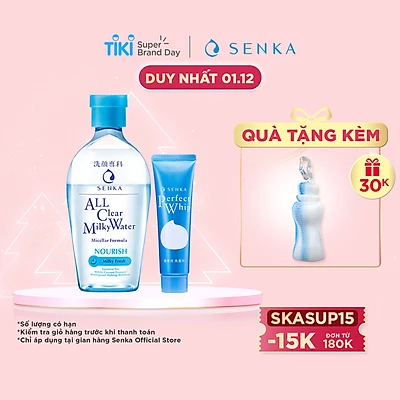 TIKI Super Brand Day SENKA
DUY NHẤT 01.12
QUÀ TẶNG KÈM
30K
洗顔専科
SENKA
ALL
Clear
Milky Water
Micellar Formula
NOURISH
Milky Fresh
SENKA
Perfect
Whip
SKASUP15
-15K ĐƠN TỪ 180K
*Số lượng có hạn
*Kiểm tra giỏ hàng trước khi thanh toán
*Chỉ áp dụng tại gian hàng Senka Official Store